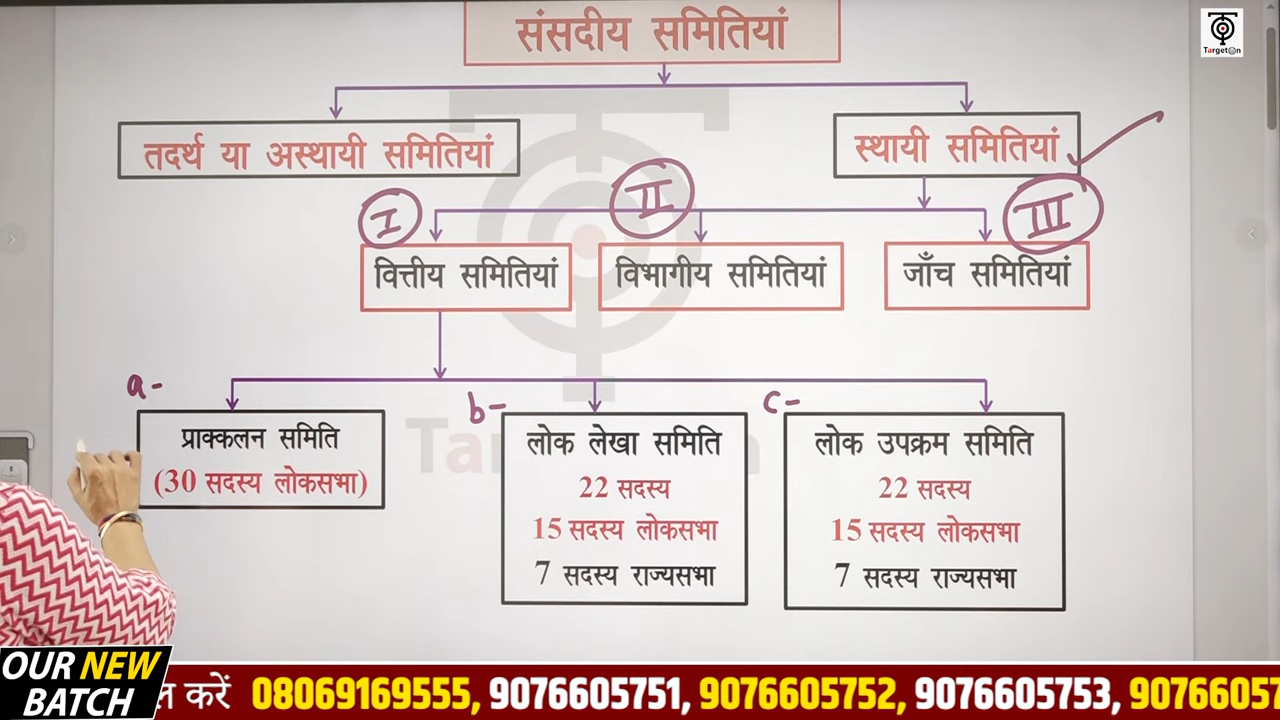 संसदीय समितियां
TargetOn
तदर्थ या अस्थायी समितियां
स्थायी समितियां
I
II
III
वित्तीय समितियां
विभागीय समितियां
जाँच समितियां
a-
b-
c-
प्राक्कलन समिति
(30 सदस्य लोकसभा)
लोक लेखा समिति
22 सदस्य
15 सदस्य लोकसभा
7 सदस्य राज्यसभा
लोक उपक्रम समिति
22 सदस्य
15 सदस्य लोकसभा
7 सदस्य राज्यसभा
OUR NEW
BATCH
करें 08069169555, 9076605751, 9076605752, 9076605753, 90766057